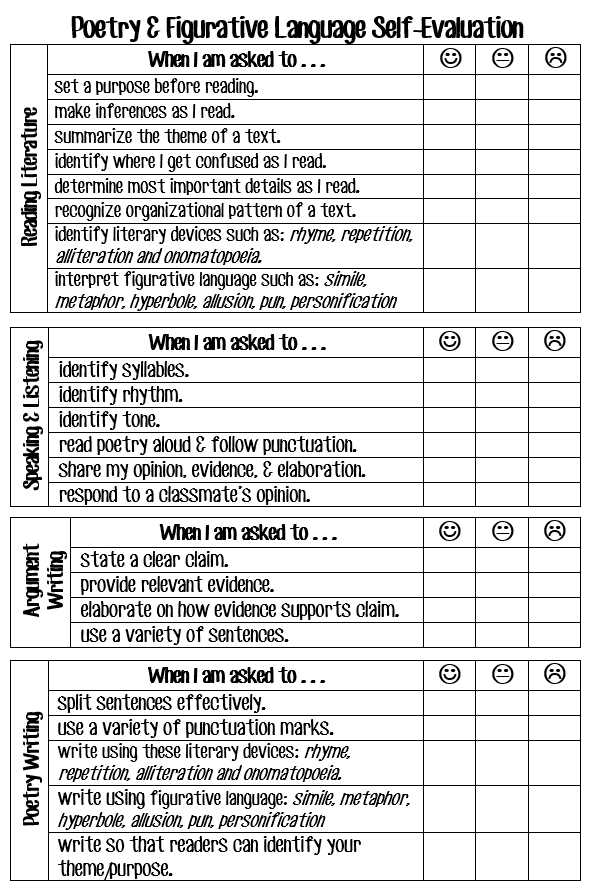 Poetry & Figurative Language Self-Evaluation
Reading Literature
When I am asked to . . .
set a purpose before reading.
make inferences as I read.
summarize the theme of a text.
identify where I get confused as I read.
determine most important details as I read.
recognize organizational pattern of a text.
identify literary devices such as: rhyme, repetition,
alliteration and onomatopoeia.
interpret figurative language such as: simile,
metaphor, hyperbole, allusion, pun, personification
Speaking & Listening
When I am asked to . . .
identify syllables.
identify rhythm.
identify tone.
read poetry aloud & follow punctuation.
share my opinion, evidence, & elaboration.
respond to a classmate's opinion.
Argument
Writing
When I am asked to . . .
state a clear claim.
provide relevant evidence.
elaborate on how evidence supports claim.
use a variety of sentences.
Poetry Writing
When I am asked to . . .
split sentences effectively.
use a variety of punctuation marks.
write using these literary devices: rhyme,
repetition, alliteration and onomatopoeia.
write using figurative language: simile, metaphor,
hyperbole, allusion, pun, personification
write so that readers can identify your
theme/purpose.